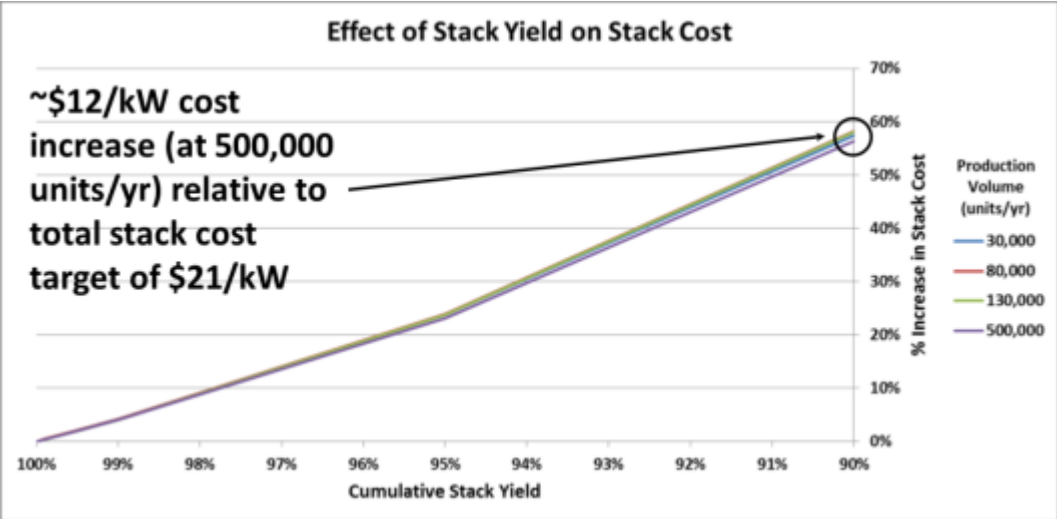 Effect of Stack Yield on Stack Cost
~$12/kW cost
increase (at 500,000
units/yr) relative to
total stack cost
target of $21/kW
70%
60%
50%
40%
30%
20%
10%
0%
% Increase in Stack Cost
Production
Volume
(units/yr)
30,000
80,000
130,000
500,000
100% 99% 98% 97% 96% 95% 94% 93% 92% 91% 90%
Cumulative Stack Yield